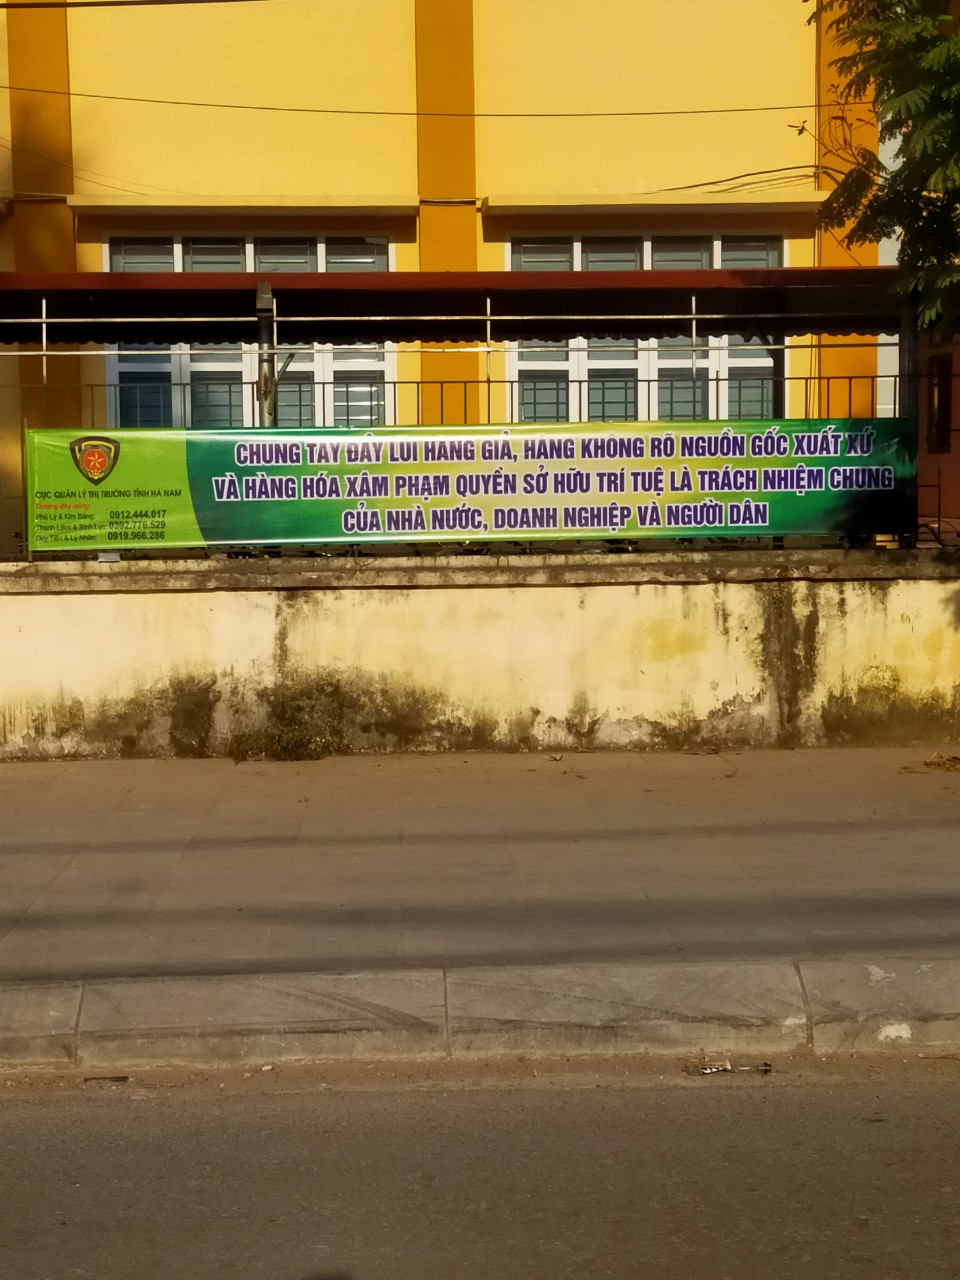 CỤC QUẢN LÝ THỊ TRƯỜNG TỈNH HÀ NAM
Đường dây nóng:
Phủ Lý & Kim Bảng: 0912.444.017
Thanh Liêm & Bình Lục: 0392.776.529
Duy Tiên & Lý Nhân: 0919.966.286
CHUNG TAY ĐẨY LÙI HÀNG GIẢ, HÀNG KHÔNG RÕ NGUỒN GỐC XUẤT XỨ
VÀ HÀNG HÓA XÂM PHẠM QUYỀN SỞ HỮU TRÍ TUỆ LÀ TRÁCH NHIỆM CHUNG
CỦA NHÀ NƯỚC, DOANH NGHIỆP VÀ NGƯỜI DÂN